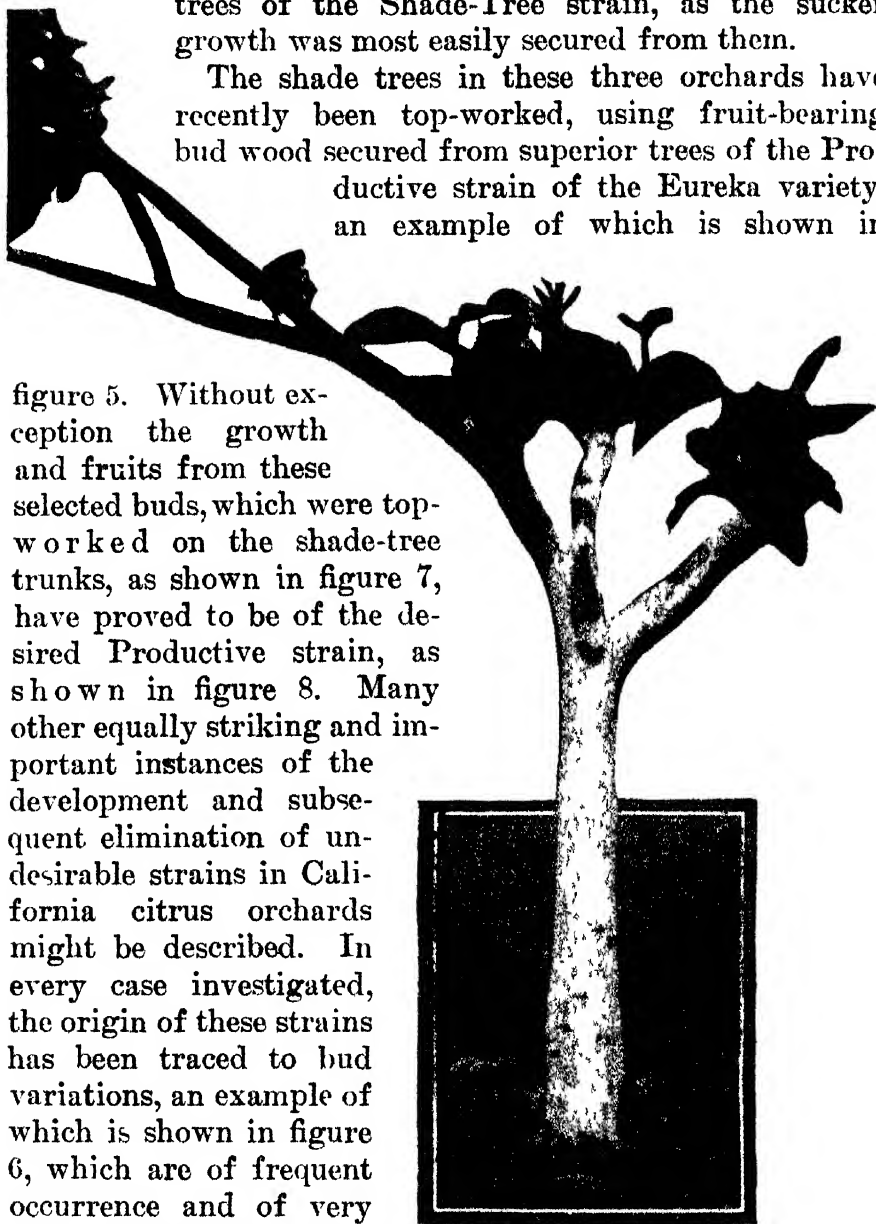 trees of the Shade-Tree strain, as the sucker
growth was most easily secured from them.
The shade trees in these three orchards have
recently been top-worked, using fruit-bearing
bud wood secured from superior trees of the Pro-
ductive strain of the Eureka variety,
an example of which is shown in
figure 5. Without ex-
ception the growth
and fruits from these
selected buds, which were top-
worked on the shade-tree
trunks, as shown in figure 7,
have proved to be of the de-
sired Productive strain, as
shown in figure 8. Many
other equally striking and im-
portant instances of the
development and subse-
quent elimination of un-
desirable strains in Cali-
fornia citrus orchards
might be described. In
every case investigated,
the origin of these strains
has been traced to bud
variations, an example of
which is shown in figure
6, which are of frequent
occurrence and of very